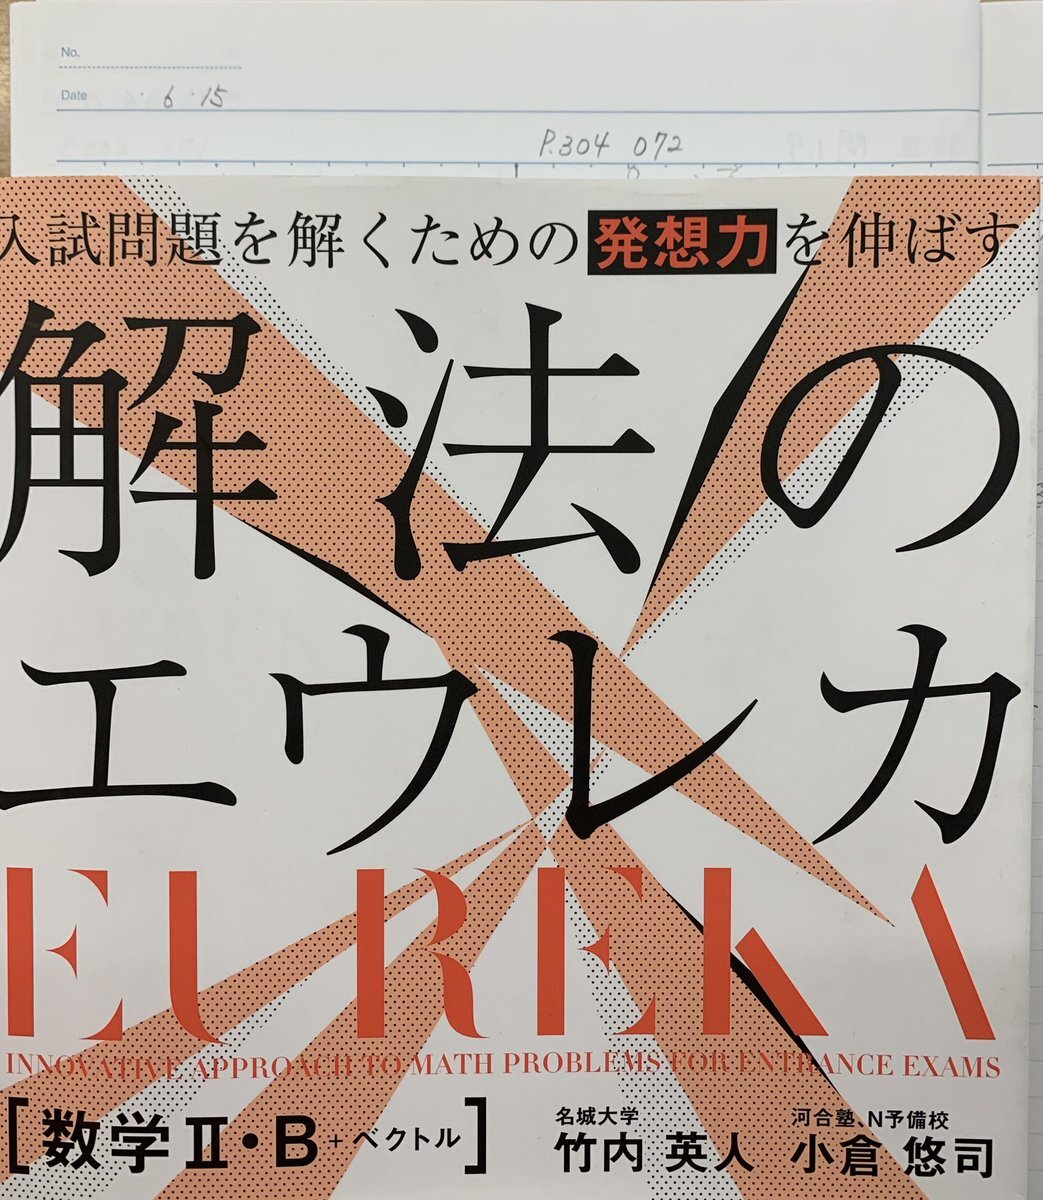 No.
Date ・6・15
P.304 072
入試問題を解くための発想力を伸ばす
解法の
エウレカ
EUREKA
INNOVATIVE APPROACH TO MATH PROBLEMS FOR ENTRANCE EXAMS
[数学Ⅱ・B+ベクトル]
名城大学
竹内 英人
河合塾、N予備校
小倉 悠司